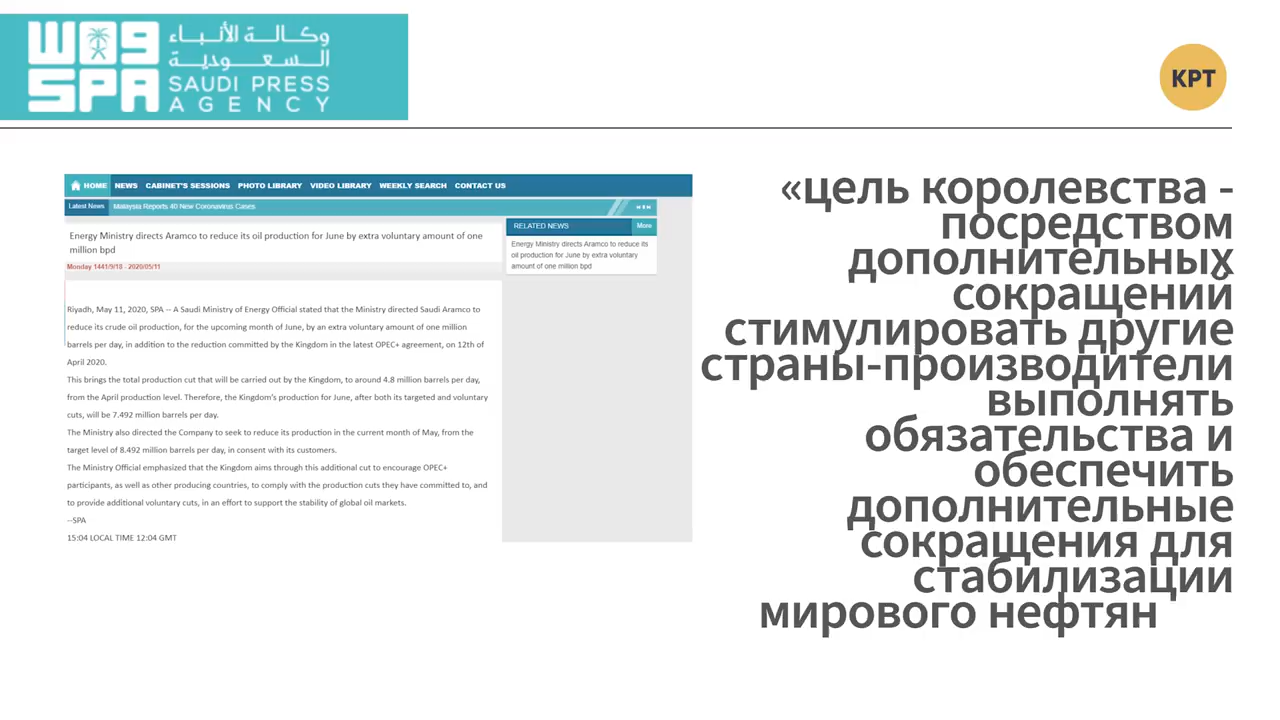 وكالة الأنباء
السعودية
SAUDI PRESS
AGENCY
WAS
SPA
КРТ
HOME NEWS CABINET'S SESSIONS PHOTO LIBRARY VIDEO LIBRARY WEEKLY SEARCH CONTACT US
Latest News Malaysia Reports 40 New Coronavirus Cases
Energy Ministry directs Aramco to reduce its oil production for June by extra voluntary amount of one
million bpd
Monday 1441/9/18 - 2020/05/11
RELATED NEWS More
Energy Ministry directs Aramco to reduce its
oil production for June by extra voluntary
amount of one million bpd
Riyadh, May 11, 2020, SPA -- A Saudi Ministry of Energy Official stated that the Ministry directed Saudi Aramco to
reduce its crude oil production, for the upcoming month of June, by an extra voluntary amount of one million
barrels per day, in addition to the reduction committed by the Kingdom in the latest OPEC+ agreement, on 12th of
April 2020.
This brings the total production cut that will be carried out by the Kingdom, to around 4.8 million barrels per day,
from the April production level. Therefore, the Kingdom's production for June, after both its targeted and voluntary
cuts, will be 7.492 million barrels per day.
The Ministry also directed the Company to seek to reduce its production in the current month of May, from the
target level of 8.492 million barrels per day, in consent with its customers.
The Ministry Official emphasized that the Kingdom aims through this additional cut to encourage OPEC+
participants, as well as other producing countries, to comply with the production cuts they have committed to, and
to provide additional voluntary cuts, in an effort to support the stability of global oil markets.
--SPA
15:04 LOCAL TIME 12:04 GMT
«цель королевства -
посредством
дополнительных
сокращений
стимулировать другие
страны-производители
выполнять
обязательства и
обеспечить
дополнительные
сокращения для
стабилизации
мирового нефтян